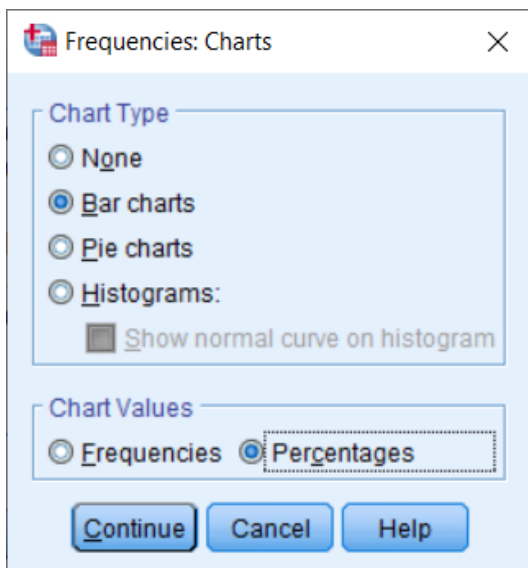 Frequencies: Charts
Chart Type
None
Bar charts
Pie charts
Histograms:
Show normal curve on histogram
Chart Values
Frequencies Percentages
Continue Cancel Help